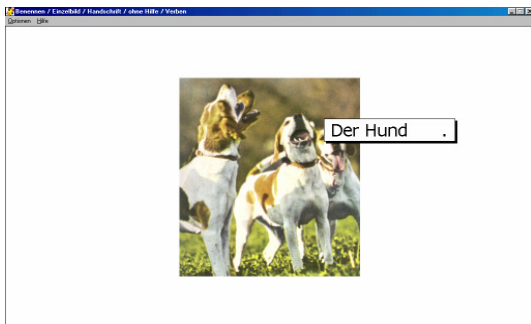 Benennen / Einzelbild / Handschrift / ohne Hilfe / Verben
Optionen Hilfe
Der Hund .